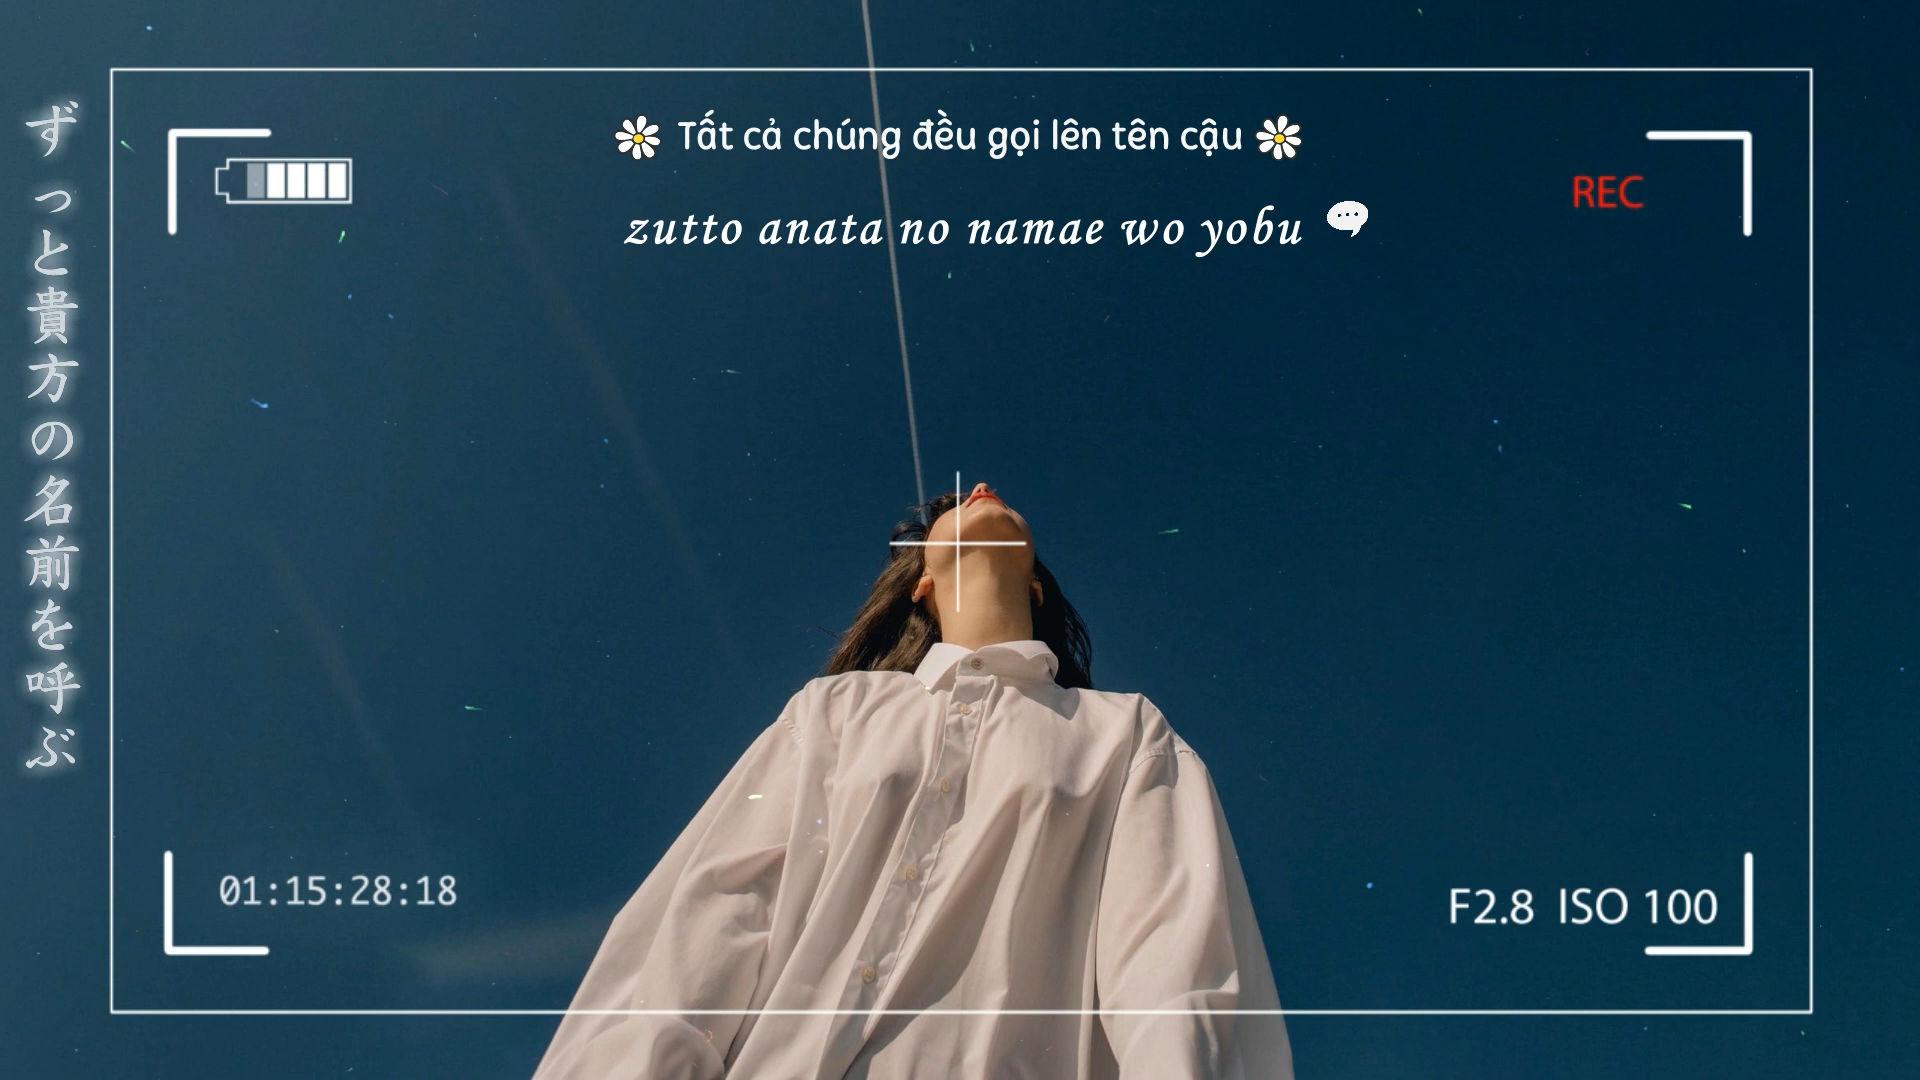 ずっと貴方の名前を呼ぶ
Tất cả chúng đều gọi lên tên cậu
zutto anata no namae wo yobu
REC
01:15:28:18
F2.8 ISO 100